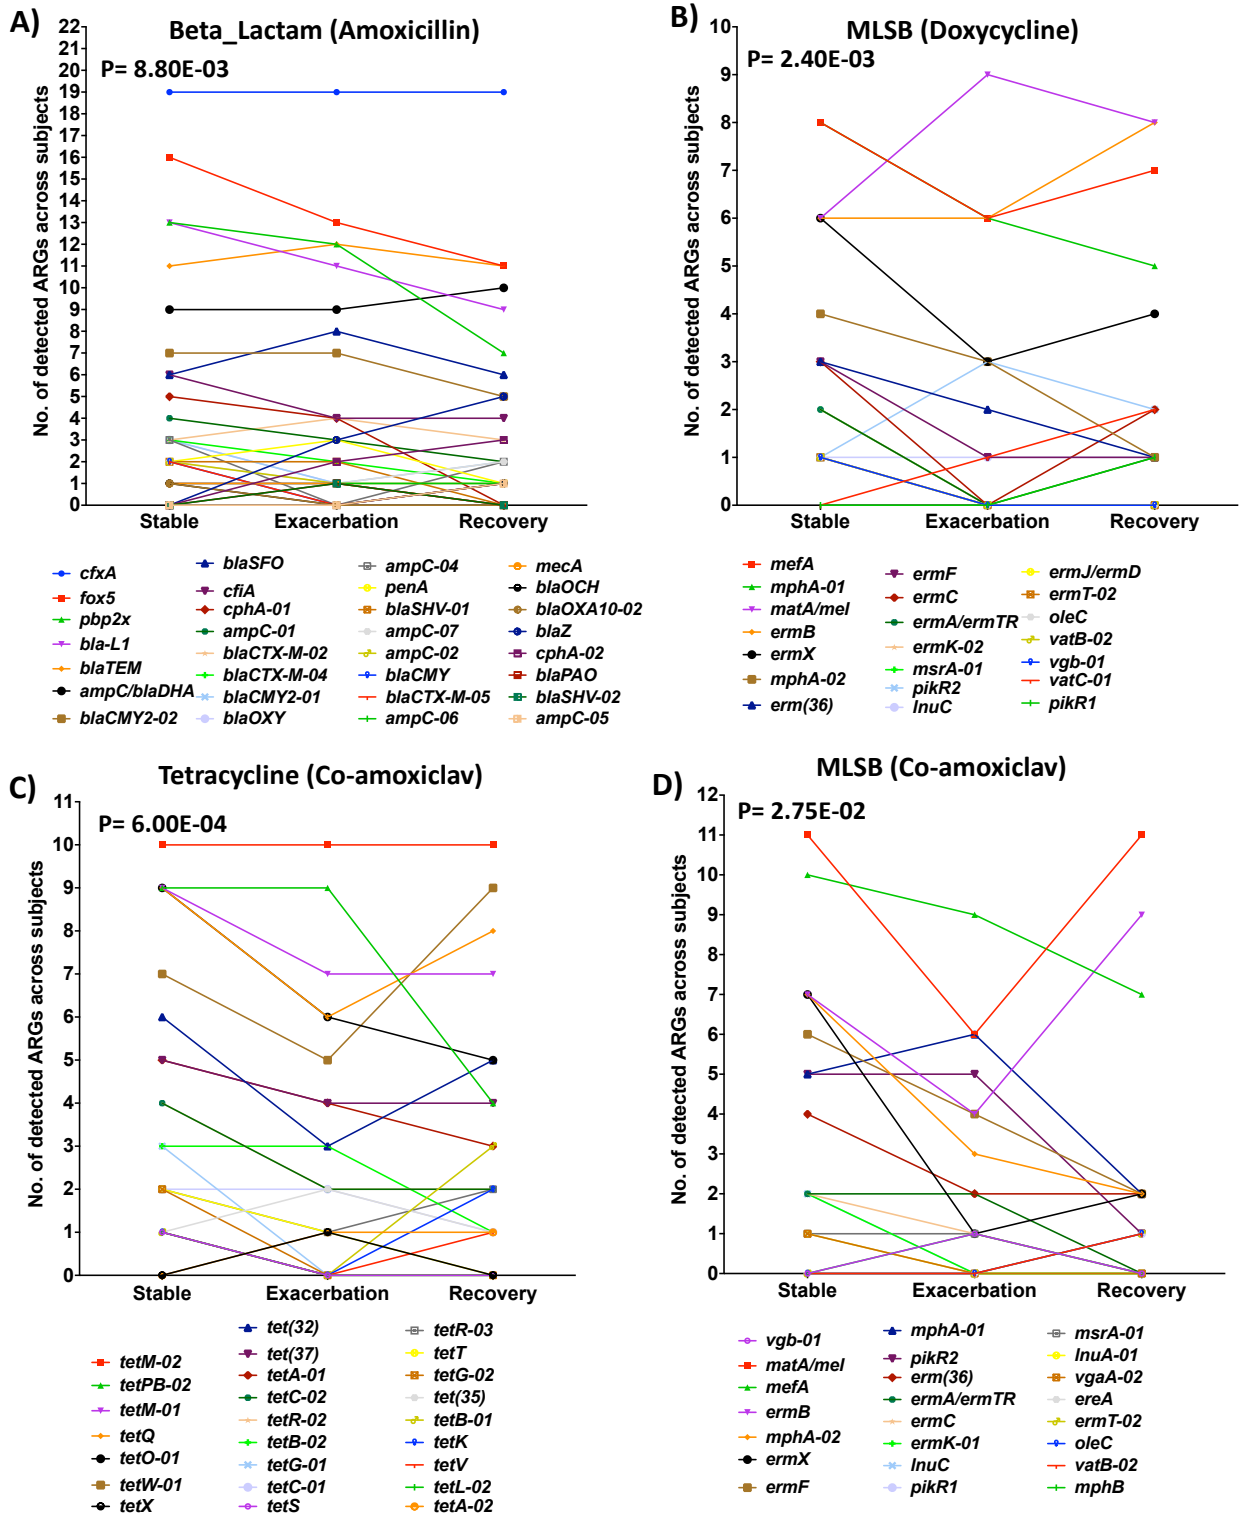 A)
Beta_Lactam (Amoxicillin)
P= 8.80E-03
No. of detected ARGs across subjects
22
21
20
19
18
17
16
15
14
13
12
11
10
9
8
7
6
5
4
3
2
1
0
Stable Exacerbation Recovery
cfxA
fox5
pbp2x
bla-L1
blaTEM
ampC/blaDHA
blaCMY2-02
blaSFO
cfiA
cphA-01
ampC-01
blaCTX-M-02
blaCTX-M-04
blaCMY2-01
blaOXY
ampC-04
penA
blaSHV-01
ampC-07
ampC-02
blaCMY
blaCTX-M-05
ampC-06
mecA
blaOCH
blaOXA10-02
blaZ
cphA-02
blaPAO
blaSHV-02
ampC-05
B)
MLSB (Doxycycline)
P= 2.40E-03
No. of detected ARGs across subjects
10
9
8
7
6
5
4
3
2
1
0
Stable Exacerbation Recovery
mefA
mphA-01
matA/mel
ermB
ermX
mphA-02
erm(36)
ermF
ermC
ermA/ermTR
ermK-02
msrA-01
pikR2
lnuC
ermJ/ermD
ermT-02
oleC
vatB-02
vgb-01
vatC-01
pikR1
C)
Tetracycline (Co-amoxiclav)
P= 6.00E-04
No. of detected ARGs across subjects
11
10
9
8
7
6
5
4
3
2
1
0
Stable Exacerbation Recovery
tetM-02
tetPB-02
tetM-01
tetQ
tetO-01
tetW-01
tetX
tet(32)
tet(37)
tetA-01
tetC-02
tetR-02
tetB-02
tetG-01
tetC-01
tetS
tetR-03
tetT
tetG-02
tet(35)
tetB-01
tetK
tetV
tetL-02
tetA-02
D)
MLSB (Co-amoxiclav)
P= 2.75E-02
No. of detected ARGs across subjects
12
11
10
9
8
7
6
5
4
3
2
1
0
Stable Exacerbation Recovery
vgb-01
matA/mel
mefA
ermB
mphA-02
ermX
ermF
mphA-01
pikR2
erm(36)
ermA/ermTR
ermC
ermK-01
lnuC
pikR1
msrA-01
lnuA-01
vgaA-02
ereA
ermT-02
oleC
vatB-02
mphB